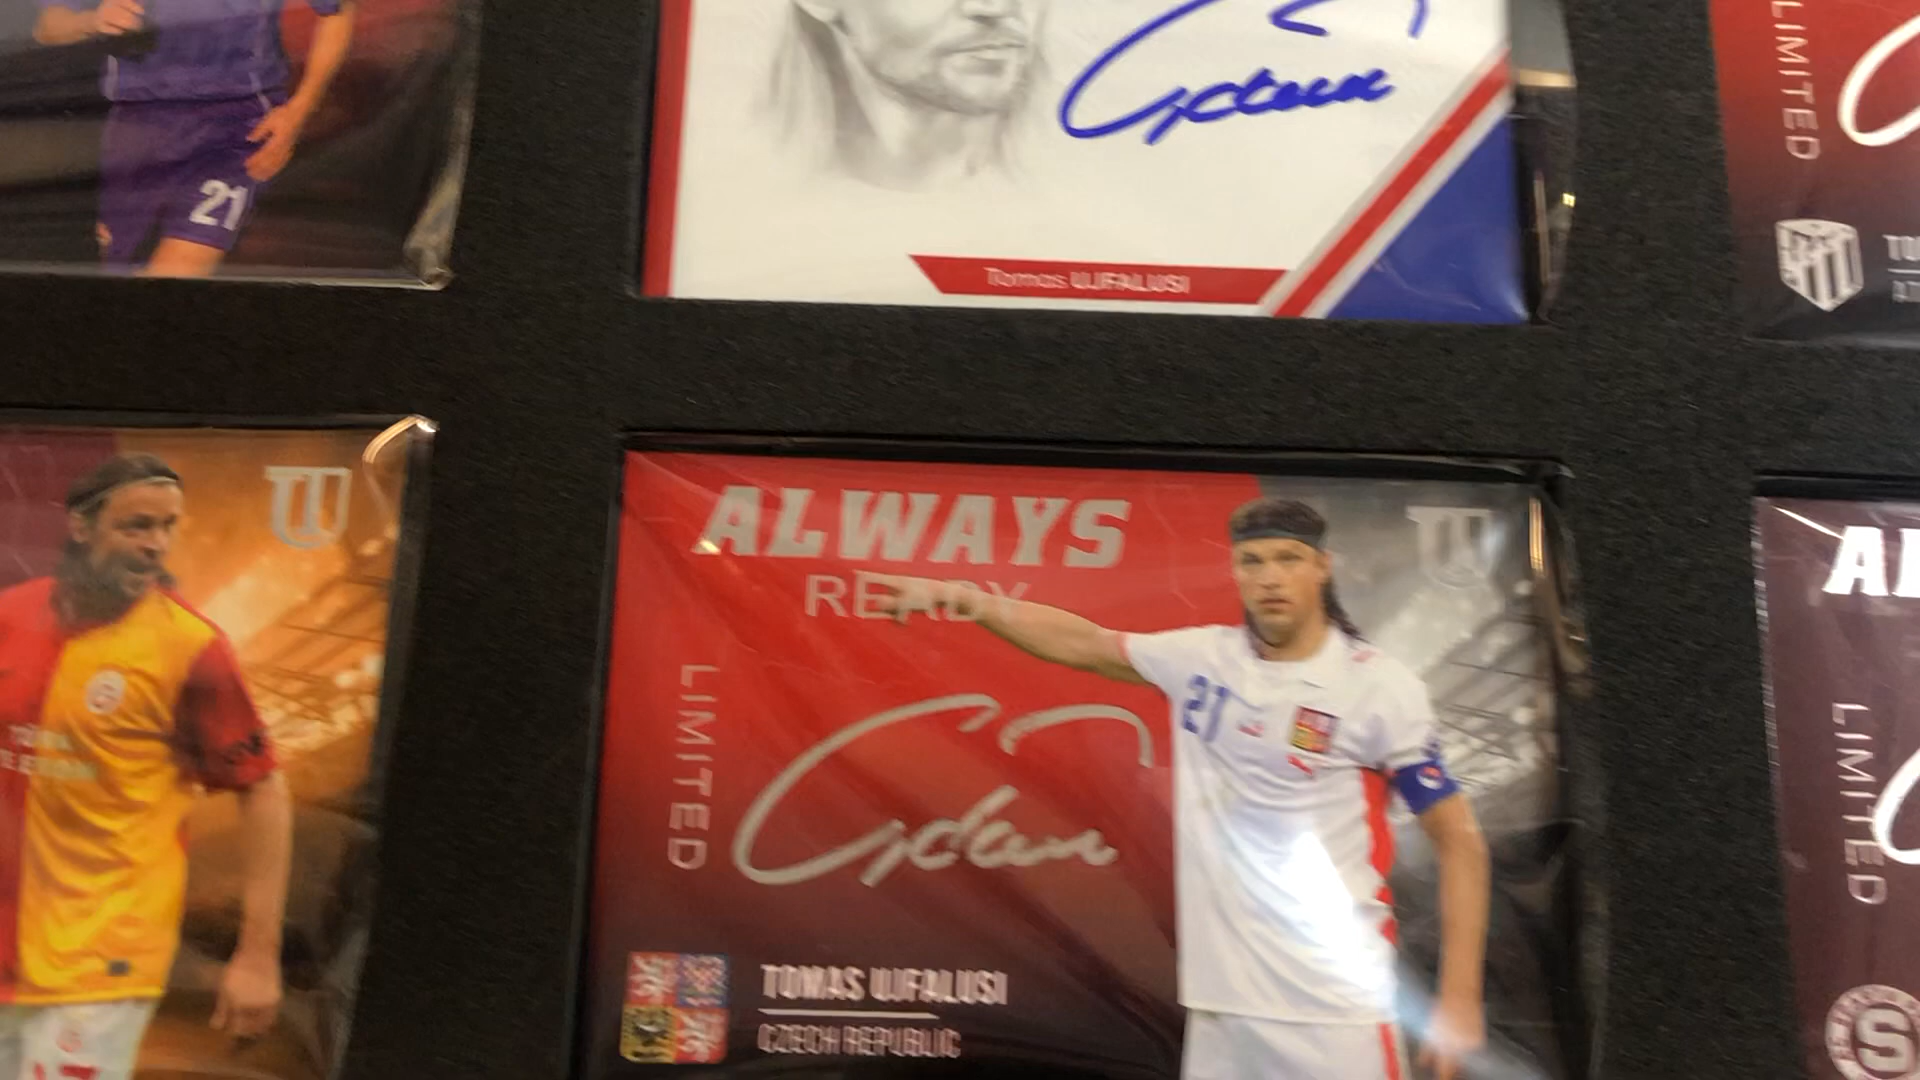 21
Tomas UJFALUSI
LIMITED
ALWAYS
READY
LIMITED
21
TOMAS UJFALUSI
CZECH REPUBLIC
LIMITED
S